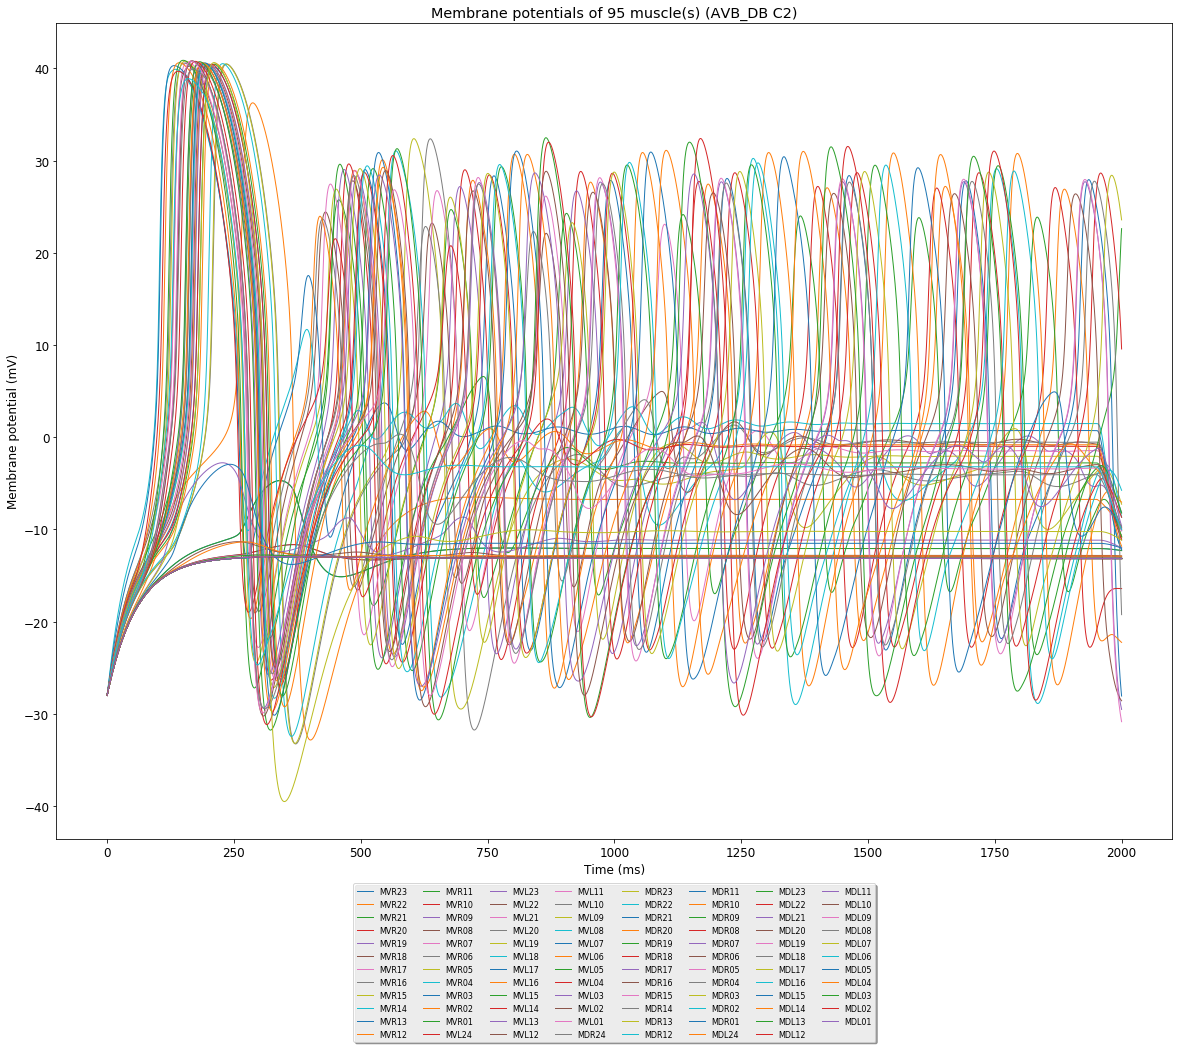 Membrane potentials of 95 muscle(s) (AVB_DB C2)
Membrane potential (mV)
40
30
20
10
0
−10
−20
−30
−40
0 250 500 750 1000 1250 1500 1750 2000
Time (ms)
MVR23 MVR11 MVL23 MVL11 MDR23 MDR11 MDL23 MDL11
MVR22 MVR10 MVL22 MVL10 MDR22 MDR10 MDL22 MDL10
MVR21 MVR09 MVL21 MVL09 MDR21 MDR09 MDL21 MDL09
MVR20 MVR08 MVL20 MVL08 MDR20 MDR08 MDL20 MDL08
MVR19 MVR07 MVL19 MVL07 MDR19 MDR07 MDL19 MDL07
MVR18 MVR06 MVL18 MVL06 MDR18 MDR06 MDL18 MDL06
MVR17 MVR05 MVL17 MVL05 MDR17 MDR05 MDL17 MDL05
MVR16 MVR04 MVL16 MVL04 MDR16 MDR04 MDL16 MDL04
MVR15 MVR03 MVL15 MVL03 MDR15 MDR03 MDL15 MDL03
MVR14 MVR02 MVL14 MVL02 MDR14 MDR02 MDL14 MDL02
MVR13 MVR01 MVL13 MVL01 MDR13 MDR01 MDL13 MDL01
MVR12 MVL24 MVL12 MDR24 MDR12 MDL24 MDL12